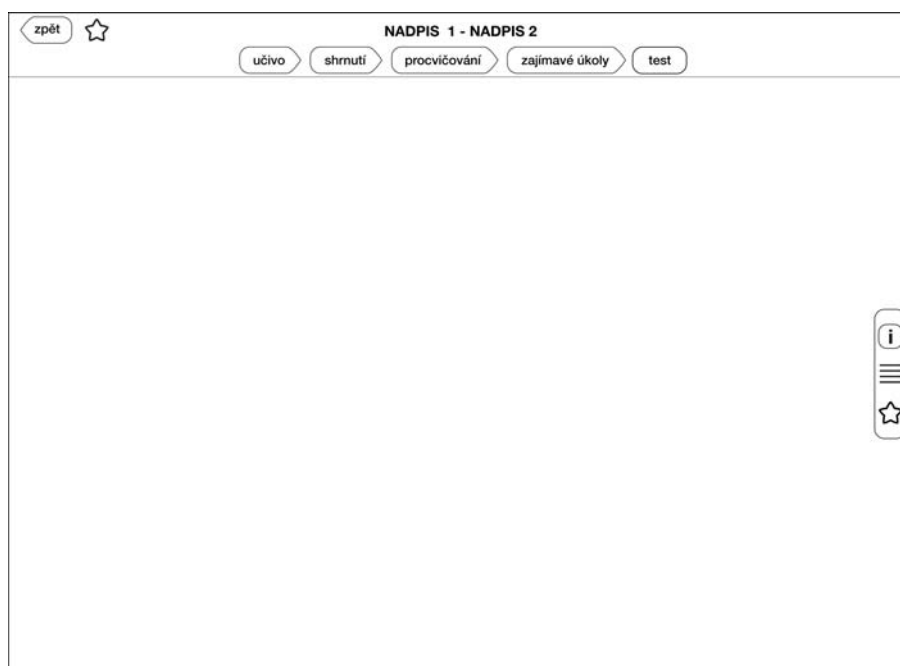 zpět
NADPIS 1 - NADPIS 2
učivo shrnutí procvičování zajímavé úkoly test
i